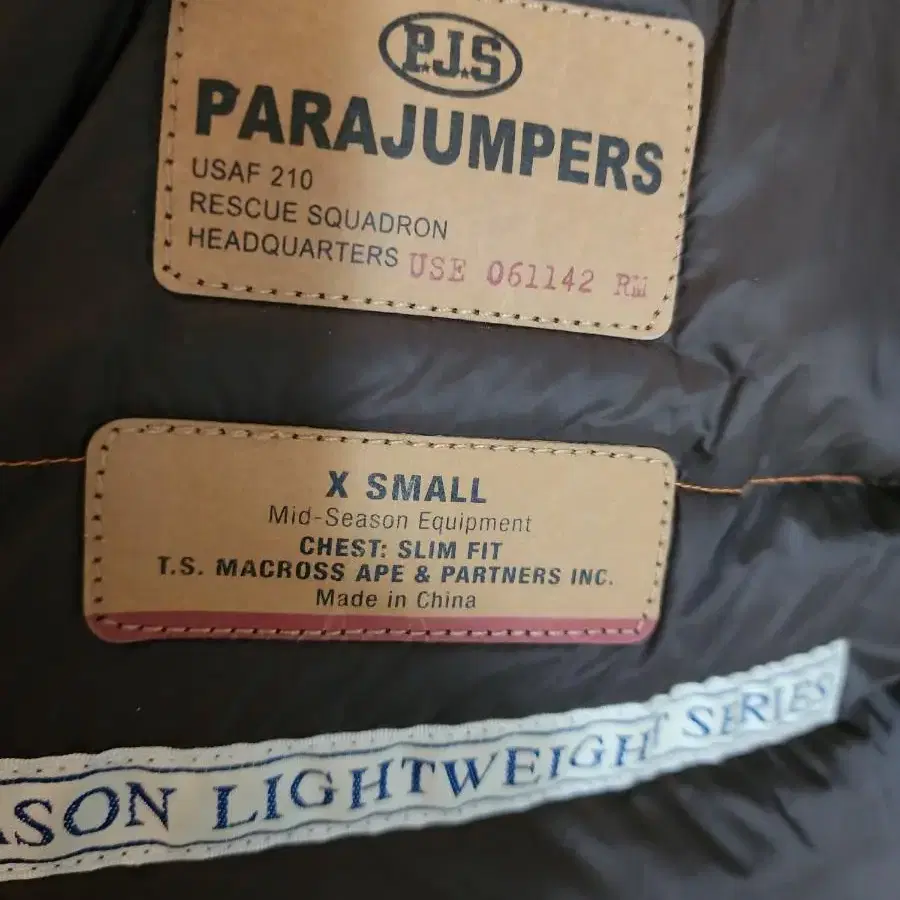 P.J.S
PARAJUMPERS
USAF 210
RESCUE SQUADRON
HEADQUARTERS USE 061142 RM
X SMALL
Mid-Season Equipment
CHEST: SLIM FIT
T.S. MACROSS APE & PARTNERS INC.
Made in China
ASON LIGHTWEIGHT SERIES